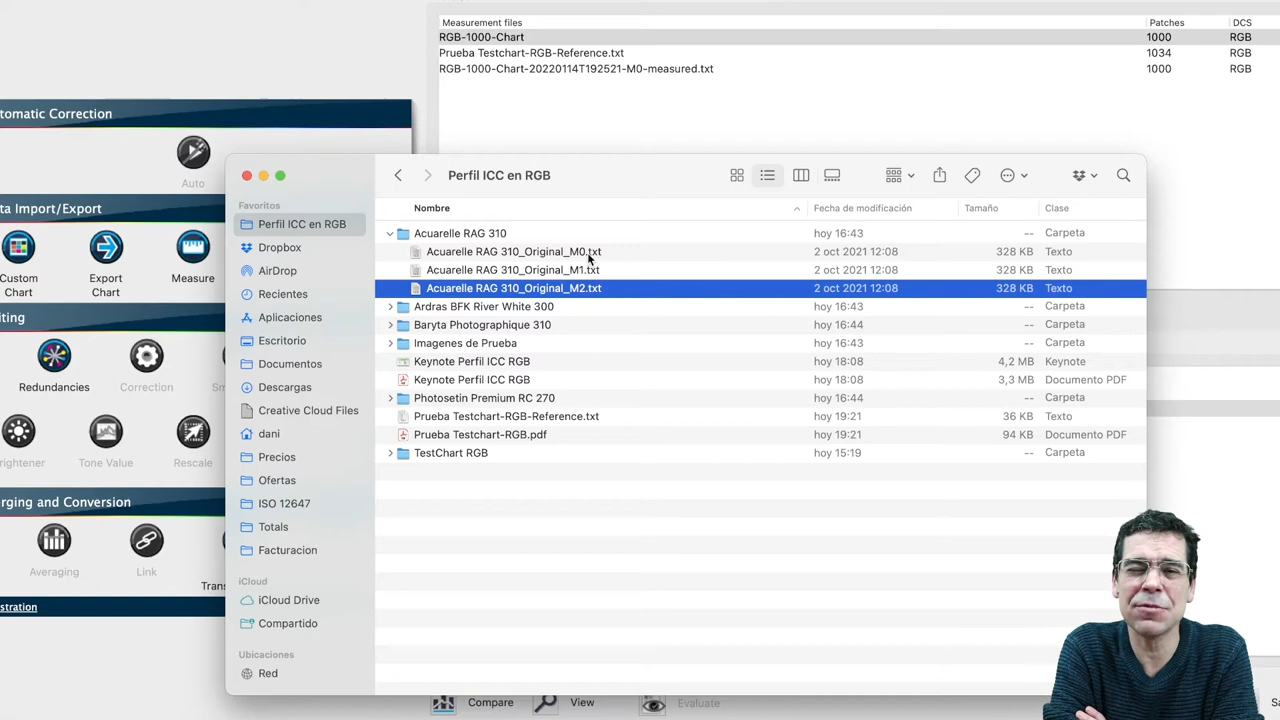 Measurement files Patches DCS
RGB-1000-Chart 1000 RGB
Prueba Testchart-RGB-Reference.txt 1034 RGB
RGB-1000-Chart-20220114T192521-M0-measured.txt 1000 RGB
tomatic Correction
Auto
ta Import/Export
Custom Chart
Export Chart
Measure
iting
Redundancies
Correction
Sm
rightener
Tone Value
Rescale
erging and Conversion
Averaging
Link
Trans
stration
Perfil ICC en RGB
Favoritos
Perfil ICC en RGB
Dropbox
AirDrop
Recientes
Aplicaciones
Escritorio
Documentos
Descargas
Creative Cloud Files
dani
Precios
Ofertas
ISO 12647
Totals
Facturacion
iCloud
iCloud Drive
Compartido
Ubicaciones
Red
Nombre Fecha de modificación Tamaño Clase
Acuarelle RAG 310 hoy 16:43 -- Carpeta
Acuarelle RAG 310_Original_M0.txt 2 oct 2021 12:08 328 KB Texto
Acuarelle RAG 310_Original_M1.txt 2 oct 2021 12:08 328 KB Texto
Acuarelle RAG 310_Original_M2.txt 2 oct 2021 12:08 328 KB Texto
Ardras BFK River White 300 hoy 16:43 -- Carpeta
Baryta Photographique 310 hoy 16:44 -- Carpeta
Imagenes de Prueba hoy 16:43 -- Carpeta
Keynote Perfil ICC RGB hoy 18:08 4,2 MB Keynote
Keynote Perfil ICC RGB hoy 18:08 3,3 MB Documento PDF
Photosetin Premium RC 270 hoy 16:44 -- Carpeta
Prueba Testchart-RGB-Reference.txt hoy 19:21 36 KB Texto
Prueba Testchart-RGB.pdf hoy 19:21 94 KB Documento PDF
TestChart RGB hoy 15:19 -- Carpeta
Compare View Evaluate Sa